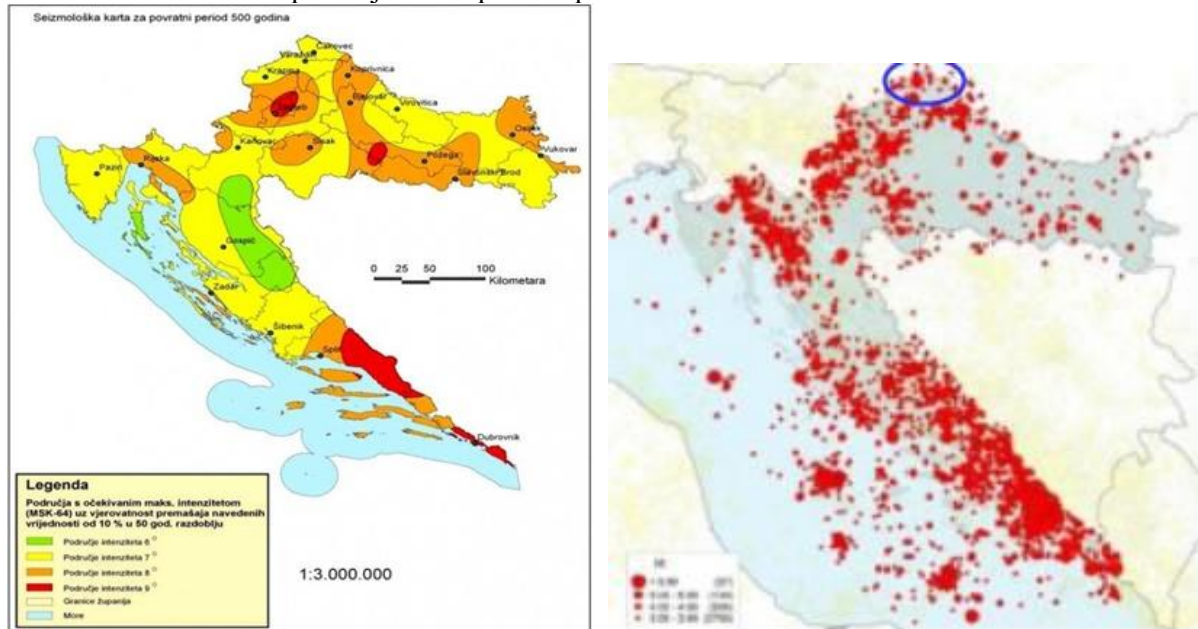 Seizmološka karta za povratni period 500 godina
Čakovec
Varaždin
Krapina
Koprivnica
Zagreb
Bjelovar
Virovitica
Karlovac
Sisak
Osijek
Vukovar
Požega
Slavonski Brod
Pazin
Rijeka
Gospić
0 25 50 100
Kilometara
Zadar
Šibenik
Split
Dubrovnik
Legenda
Područja s očekivanim maks. intenzitetom
(MSK-64) uz vjerovatnost premašaja navedenih
vrijednosti od 10 % u 50 god. razdoblju
Područje intenziteta 6 °
Područje intenziteta 7 °
Područje intenziteta 8 °
Područje intenziteta 9 °
Granice županija
More
1:3.000.000